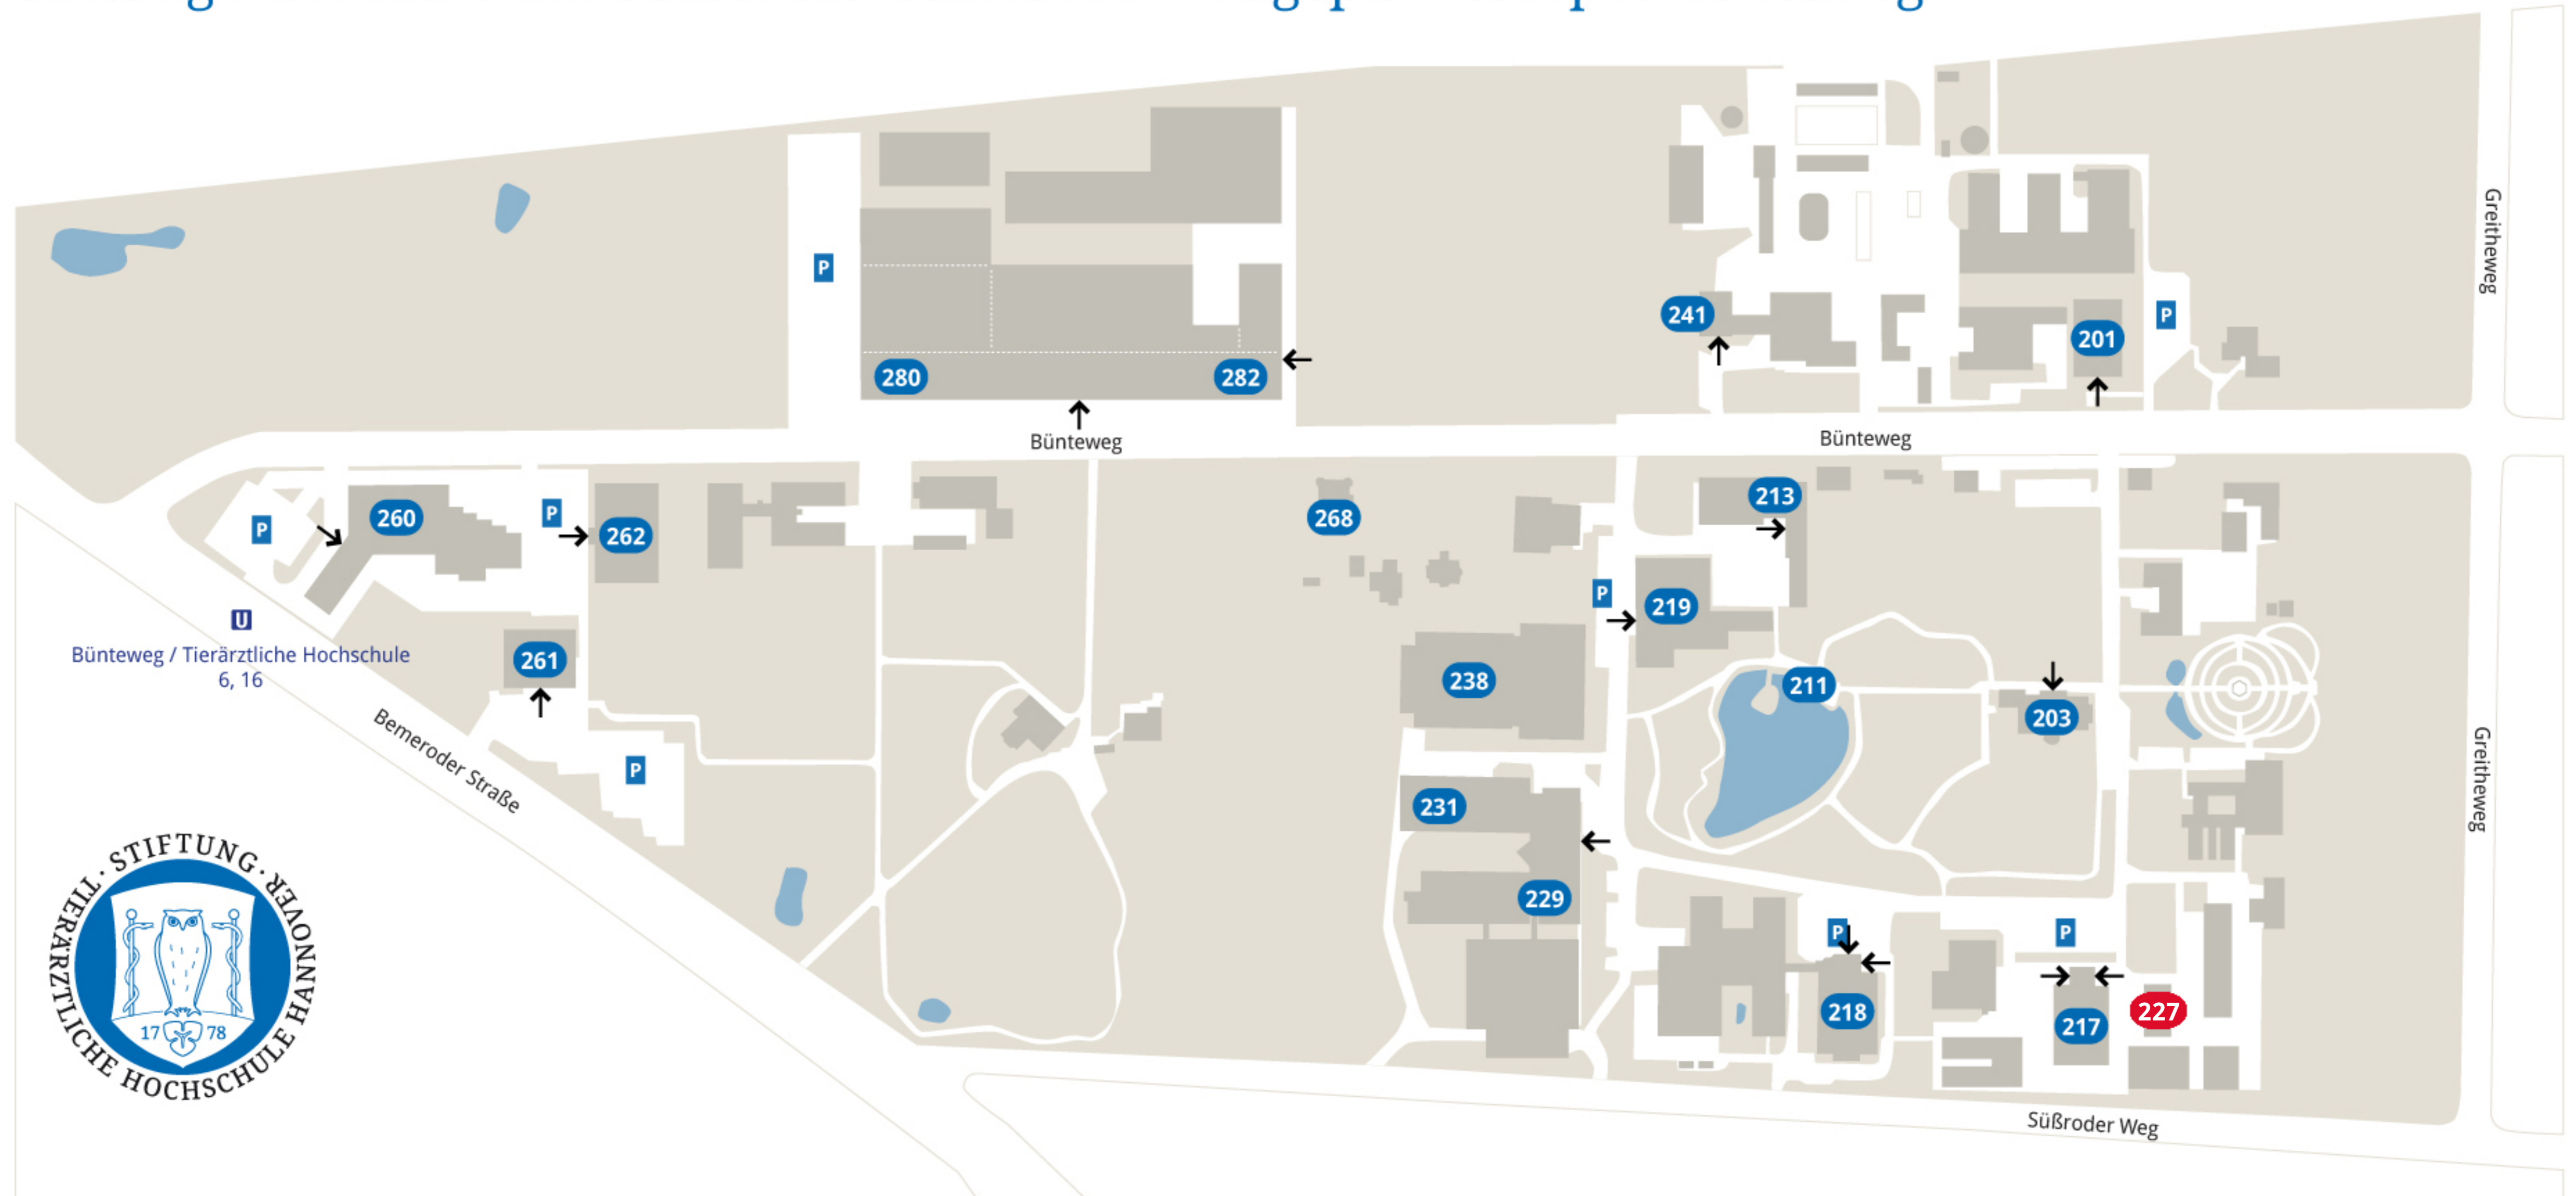 Greitheweg
P
241
P
201
280
282
Bünteweg
Bünteweg
213
P
260
P
262
268
P
219
U
Bünteweg / Tierärztliche Hochschule
6, 16
261
238
211
203
Bemeroder Straße
P
Greitheweg
231
229
P
P
218
217
227
STIFTUNG · TIERÄRZTLICHE HOCHSCHULE HANNOVER ·
17 78
Süßroder Weg